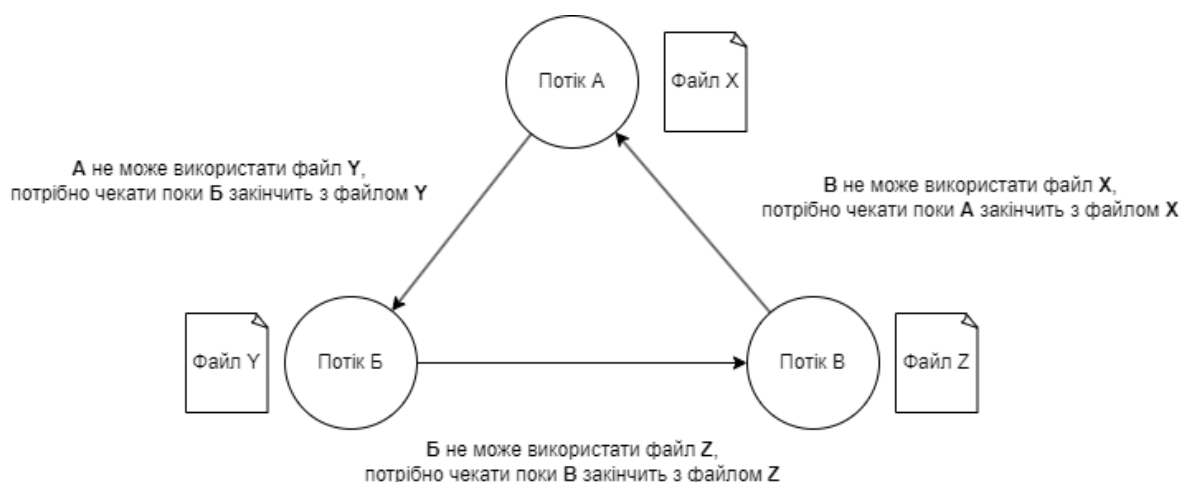 Потік А
Файл X
А не може використати файл Y,
потрібно чекати поки Б закінчить з файлом Y
В не може використати файл X,
потрібно чекати поки А закінчить з файлом X
Файл Y
Потік Б
Потік В
Файл Z
Б не може використати файл Z,
потрібно чекати поки В закінчить з файлом Z